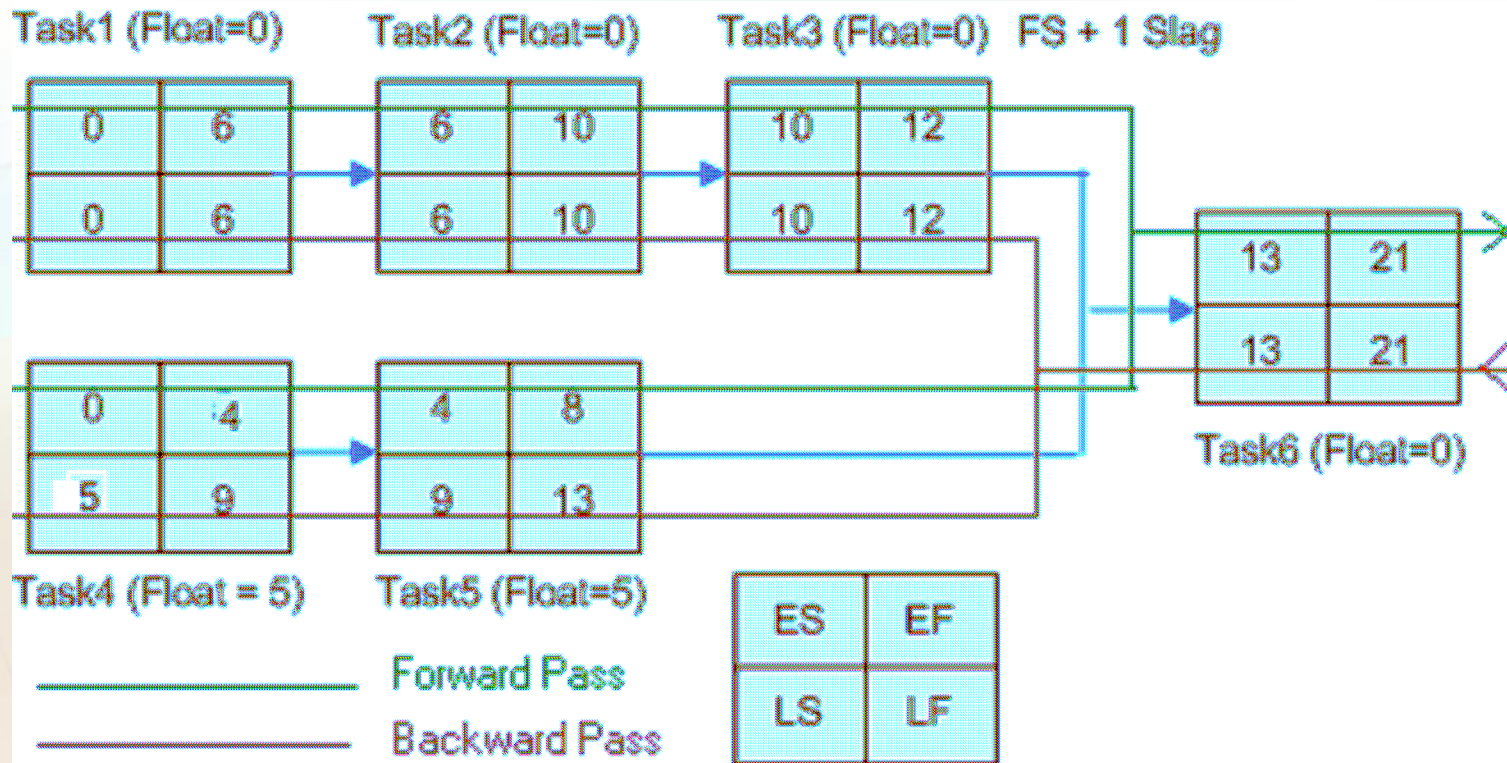 Task1 (Float=0) Task2 (Float=0) Task3 (Float=0) FS + 1 Slag
0 6 6 10 10 12
0 6 6 10 10 12
13 21
13 21
Task6 (Float=0)
0 4 4 8
5 9 9 13
Task4 (Float = 5) Task5 (Float=5)
ES EF
LS LF
Forward Pass
Backward Pass